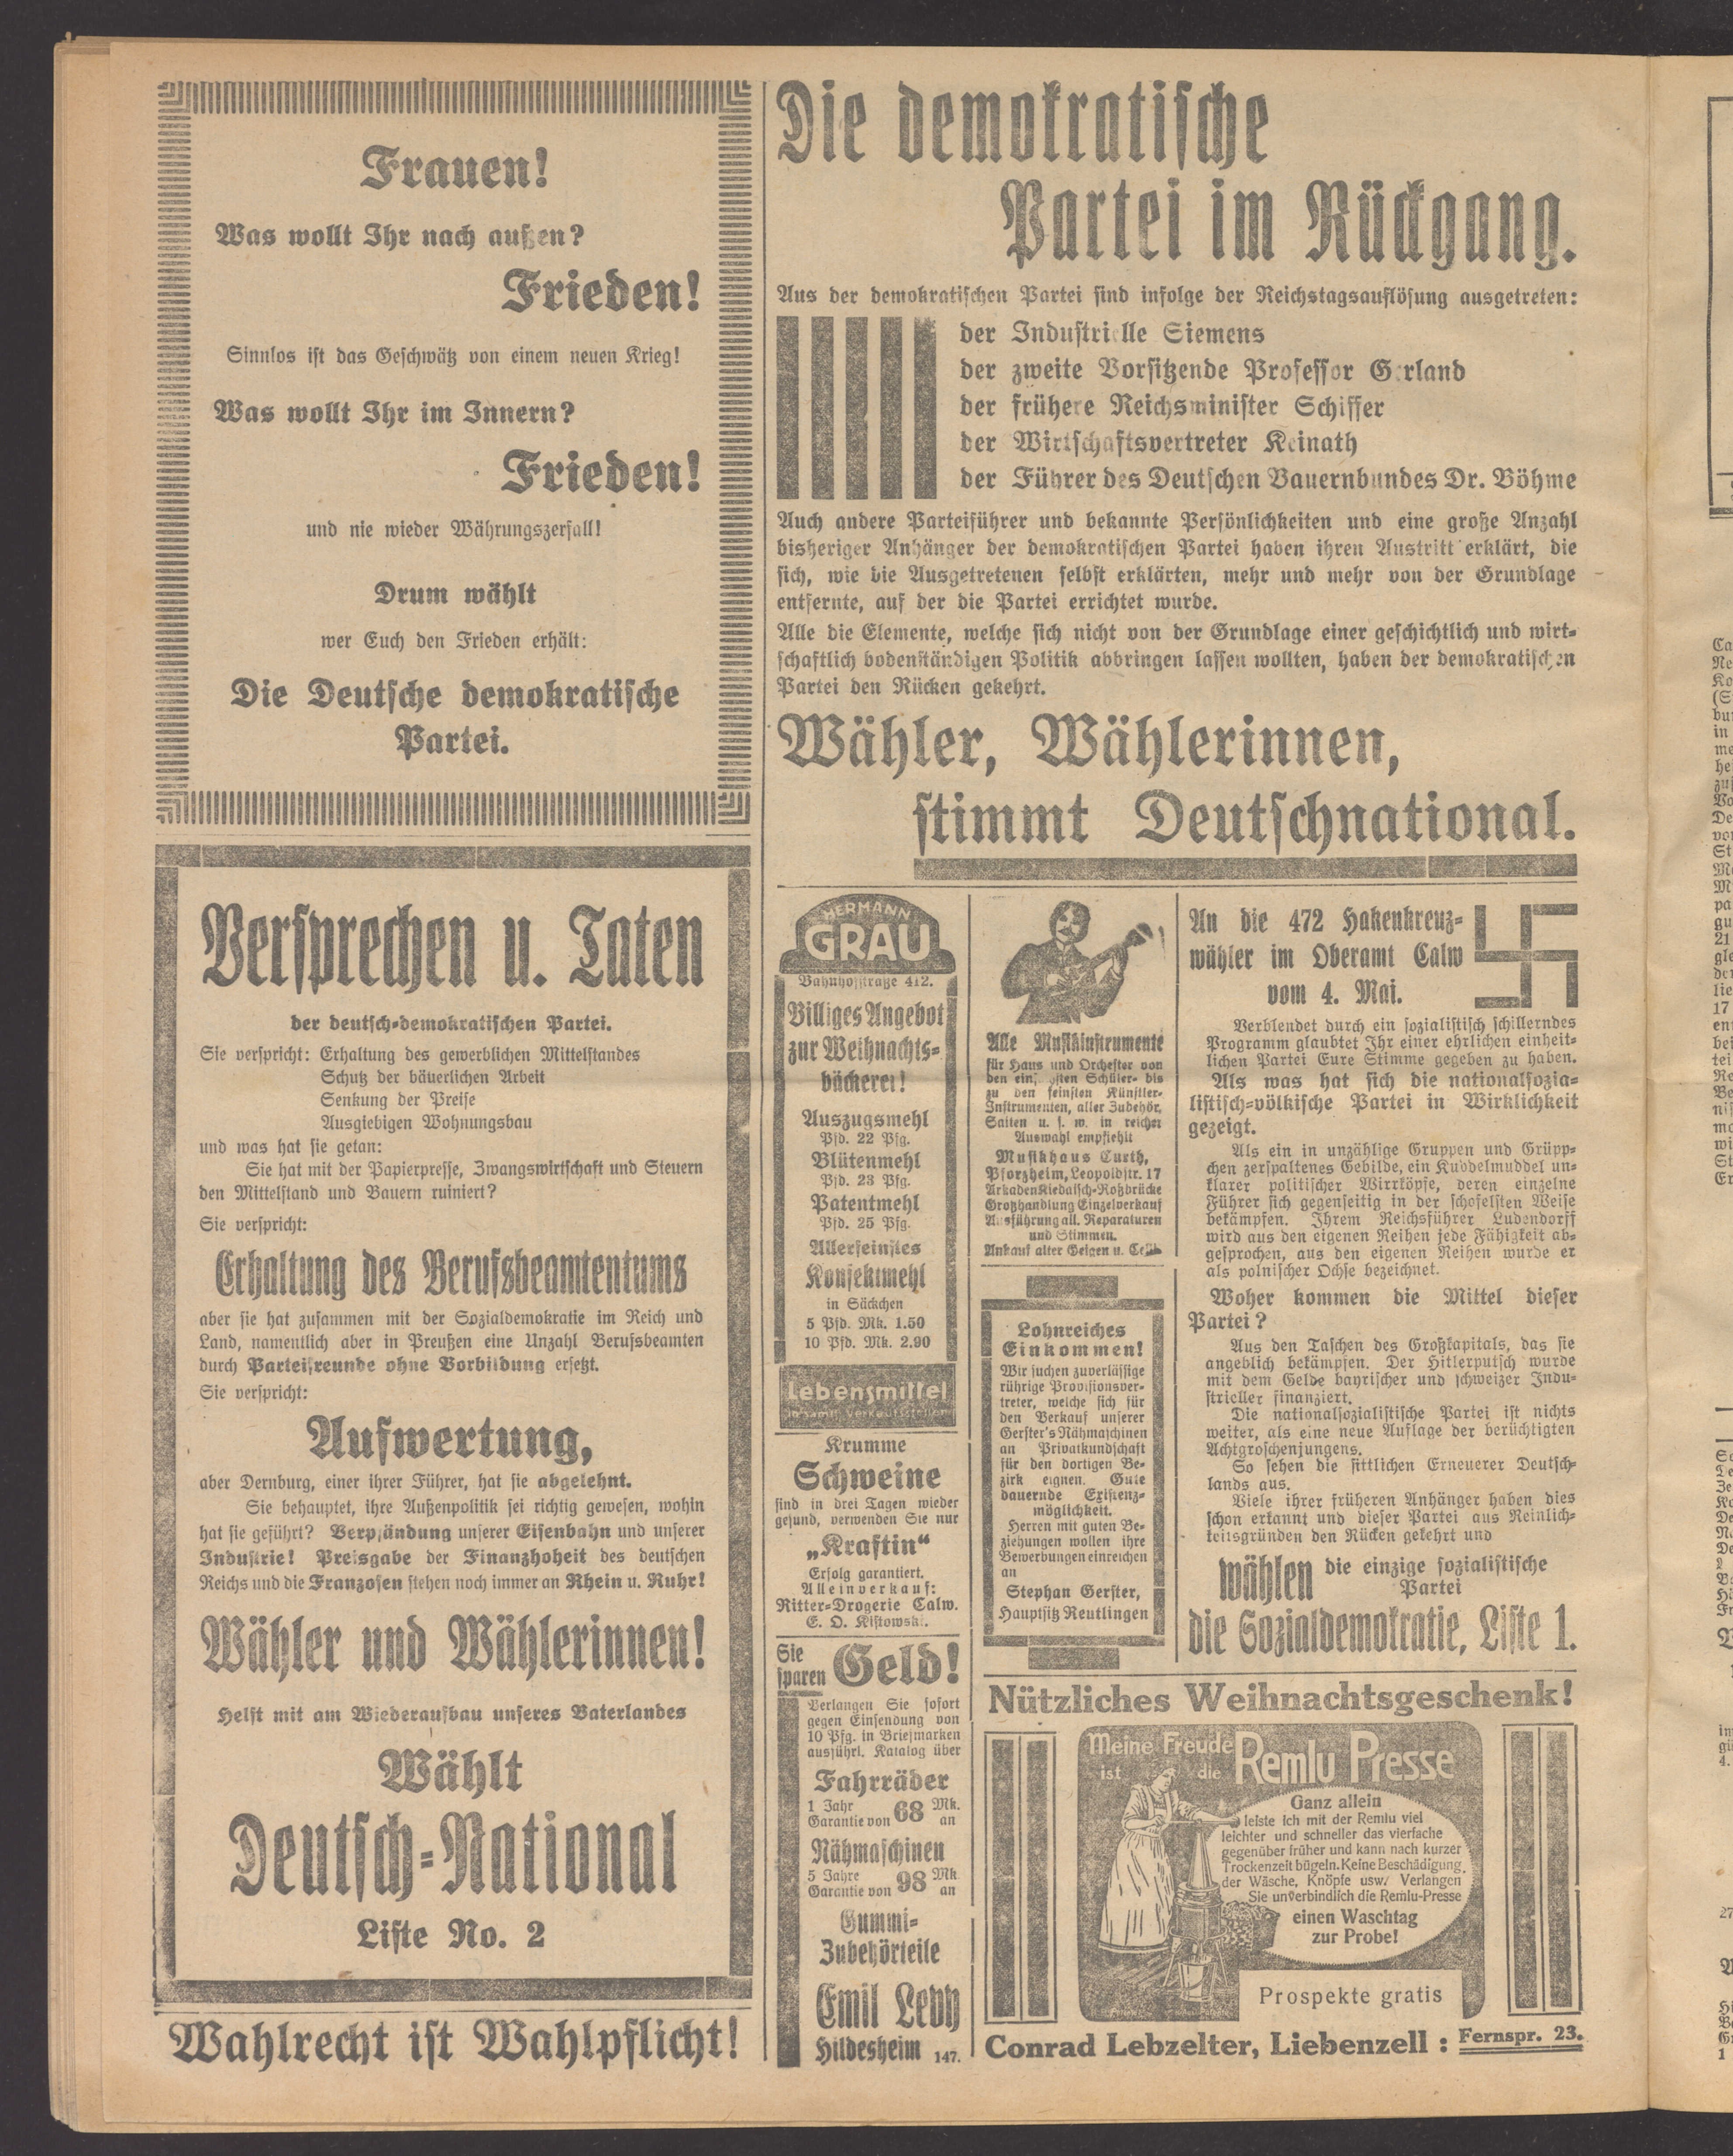 Frauen!
Was wollt Ihr nach außen?
Frieden!
Sinnlos ist das Geschwätz von einem neuen Krieg!
Was wollt Ihr im Innern?
Frieden!
und nie wieder Währungszerfall!
Drum wählt
wer Euch den Frieden erhält:
Die Deutsche demokratische
Partei.
Versprechen u. Taten
der deutsch-demokratischen Partei.
Sie verspricht: Erhaltung des gewerblichen Mittelstandes
Schutz der bäuerlichen Arbeit
Senkung der Preise
Ausgiebigen Wohnungsbau
und was hat sie getan:
Sie hat mit der Papierpresse, Zwangswirtschaft und Steuern
den Mittelstand und Bauern ruiniert?
Sie verspricht:
Erhaltung des Berufsbeamtentums
aber sie hat zusammen mit der Sozialdemokratie im Reich und
Land, namentlich aber in Preußen eine Unzahl Berufsbeamten
durch Parteifreunde ohne Vorbildung ersetzt.
Sie verspricht:
Aufwertung,
aber Dernburg, einer ihrer Führer, hat sie abgelehnt.
Sie behauptet, ihre Außenpolitik sei richtig gewesen, wohin
hat sie geführt? Verpfändung unserer Eisenbahn und unserer
Industrie! Preisgabe der Finanzhoheit des deutschen
Reichs und die Franzosen stehen noch immer an Rhein u. Ruhr!
Wähler und Wählerinnen!
Helft mit am Wiederaufbau unseres Vaterlandes
Wählt
Deutsch-National
Liste No. 2
Wahlrecht ist Wahlpflicht!
Die demokratische
Partei im Rückgang.
Aus der demokratischen Partei sind infolge der Reichstagsauflösung ausgetreten:
der Industrielle Siemens
der zweite Vorsitzende Professor Gerland
der frühere Reichsminister Schiffer
der Wirtschaftsvertreter Keinath
der Führer des Deutschen Bauernbundes Dr. Böhme
Auch andere Parteiführer und bekannte Persönlichkeiten und eine große Anzahl
bisheriger Anhänger der demokratischen Partei haben ihren Austritt erklärt, die
sich, wie die Ausgetretenen selbst erklärten, mehr und mehr von der Grundlage
entfernte, auf der die Partei errichtet wurde.
Alle die Elemente, welche sich nicht von der Grundlage einer geschichtlich und wirt-
schaftlich bodenständigen Politik abbringen lassen wollten, haben der demokratischen
Partei den Rücken gekehrt.
Wähler, Wählerinnen,
stimmt Deutschnational.
HERMANN
GRAU
Bahnhofstraße 412.
Billiges Angebot
zur Weihnachts-
bäckerei!
Auszugsmehl
Pfd. 22 Pfg.
Blütenmehl
Pfd. 23 Pfg.
Patentmehl
Pfd. 25 Pfg.
Allerfeinstes
Konfektmehl
in Säckchen
5 Pfd. Mk. 1.50
10 Pfd. Mk. 2.90
Lebensmittel
in samtl. Verkaufsstellen
Krumme
Schweine
sind in drei Tagen wieder
gesund, verwenden Sie nur
„Kraftin“
Erfolg garantiert.
Alleinverkauf:
Ritter-Drogerie Calw.
E. O. Kistowski.
Sie
sparen Geld!
Verlangen Sie sofort
gegen Einsendung von
10 Pfg. in Briefmarken
ausführl. Katalog über
Fahrräder
1 Jahr
Garantie von 68 Mk. an
Nähmaschinen
5 Jahre
Garantie von 98 Mk. an
Gummi-
Zubehörteile
Emil Levy
Hildesheim 147.
Alle Musikinstrumente
für Haus und Orchester von
den einfachsten Schüler- bis
zu den feinsten Künstler-
Instrumenten, aller Zubehör,
Saiten u. s. w. in reicher
Auswahl empfiehlt
Musikhaus Curth,
Pforzheim, Leopoldstr. 17
Arkaden Kiedaisch-Roßbrücke
Großhandlung Einzelverkauf
Ausführung all. Reparaturen
und Stimmen.
Ankauf alter Geigen u. Celli
Lohnreiches
Einkommen!
Wir suchen zuverlässige
rührige Provisionsver-
treter, welche sich für
den Verkauf unserer
Gerster's Nähmaschinen
an Privatkundschaft
für den dortigen Be-
zirk eignen. Gute
dauernde Existenz-
möglichkeit.
Herren mit guten Be-
ziehungen wollen ihre
Bewerbungen einreichen
an
Stephan Gerster,
Hauptsitz Reutlingen
An die 472 Hakenkreuz-
wähler im Oberamt Calw
vom 4. Mai.
Verblendet durch ein sozialistisch schillerndes
Programm glaubtet Ihr einer ehrlichen einheit-
lichen Partei Eure Stimme gegeben zu haben.
Als was hat sich die nationalsozia-
listisch-völkische Partei in Wirklichkeit
gezeigt.
Als ein in unzählige Gruppen und Grüpp-
chen zerspaltenes Gebilde, ein Kuddelmuddel un-
klarer politischer Wirrköpfe, deren einzelne
Führer sich gegenseitig in der schofelsten Weise
bekämpfen. Ihrem Reichsführer Ludendorff
wird aus den eigenen Reihen jede Fähigkeit ab-
gesprochen, aus den eigenen Reihen wurde er
als polnischer Ochse bezeichnet.
Woher kommen die Mittel dieser
Partei?
Aus den Taschen des Großkapitals, das sie
angeblich bekämpfen. Der Hitlerputsch wurde
mit dem Gelde bayrischer und schweizer Indu-
strieller finanziert.
Die nationalsozialistische Partei ist nichts
weiter, als eine neue Auflage der berüchtigten
Achtgroschenjungens.
So sehen die sittlichen Erneuerer Deutsch-
lands aus.
Viele ihrer früheren Anhänger haben dies
schon erkannt und dieser Partei aus Reinlich-
keitsgründen den Rücken gekehrt und
wählen die einzige sozialistische
Partei
die Sozialdemokratie, Liste 1.
Nützliches Weihnachtsgeschenk!
Meine Freude
ist die Remlu Presse
Ganz allein
leiste ich mit der Remlu viel
leichter und schneller das vierfache
gegenüber früher und kann nach kurzer
Trockenzeit bügeln. Keine Beschädigung
der Wäsche, Knöpfe usw. Verlangen
Sie unverbindlich die Remlu-Presse
einen Waschtag
zur Probe!
Prospekte gratis
Conrad Lebzelter, Liebenzell : Fernspr. 23.